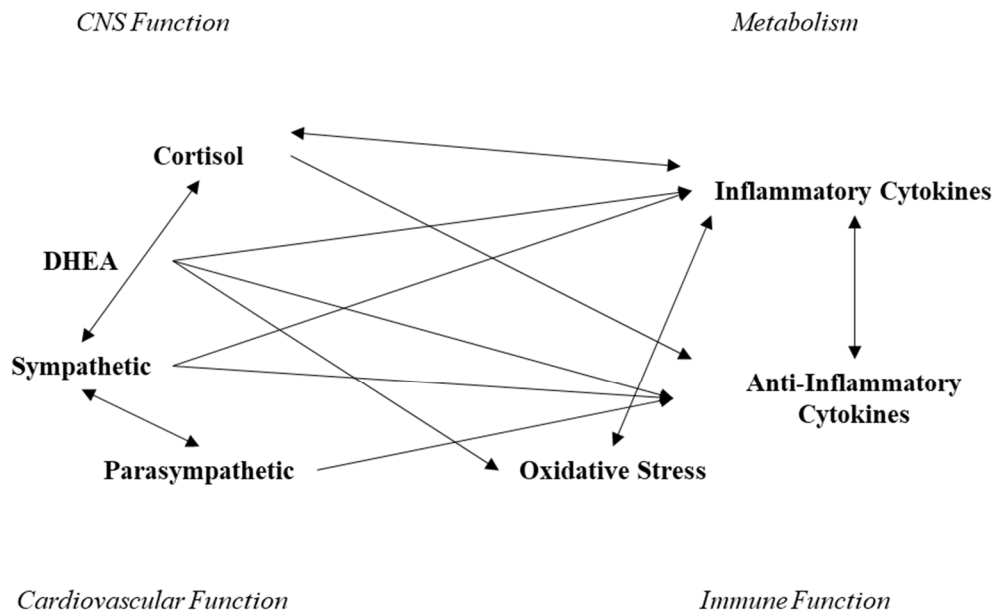 CNS Function
Metabolism
Cortisol
Inflammatory Cytokines
DHEA
Sympathetic
Anti-Inflammatory
Cytokines
Parasympathetic
Oxidative Stress
Cardiovascular Function
Immune Function